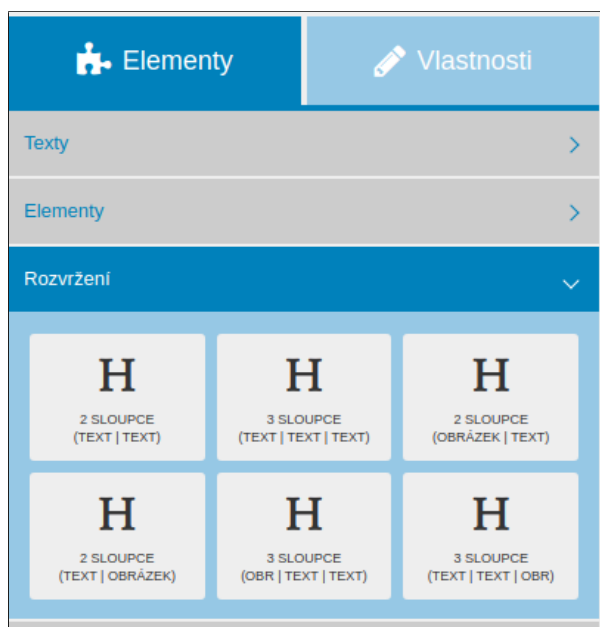 Elementy
Vlastnosti
Texty
Elementy
Rozvržení
H
2 SLOUPCE
(TEXT | TEXT)
H
3 SLOUPCE
(TEXT | TEXT | TEXT)
H
2 SLOUPCE
(OBRÁZEK | TEXT)
H
2 SLOUPCE
(TEXT | OBRÁZEK)
H
3 SLOUPCE
(OBR | TEXT | TEXT)
H
3 SLOUPCE
(TEXT | TEXT | OBR)